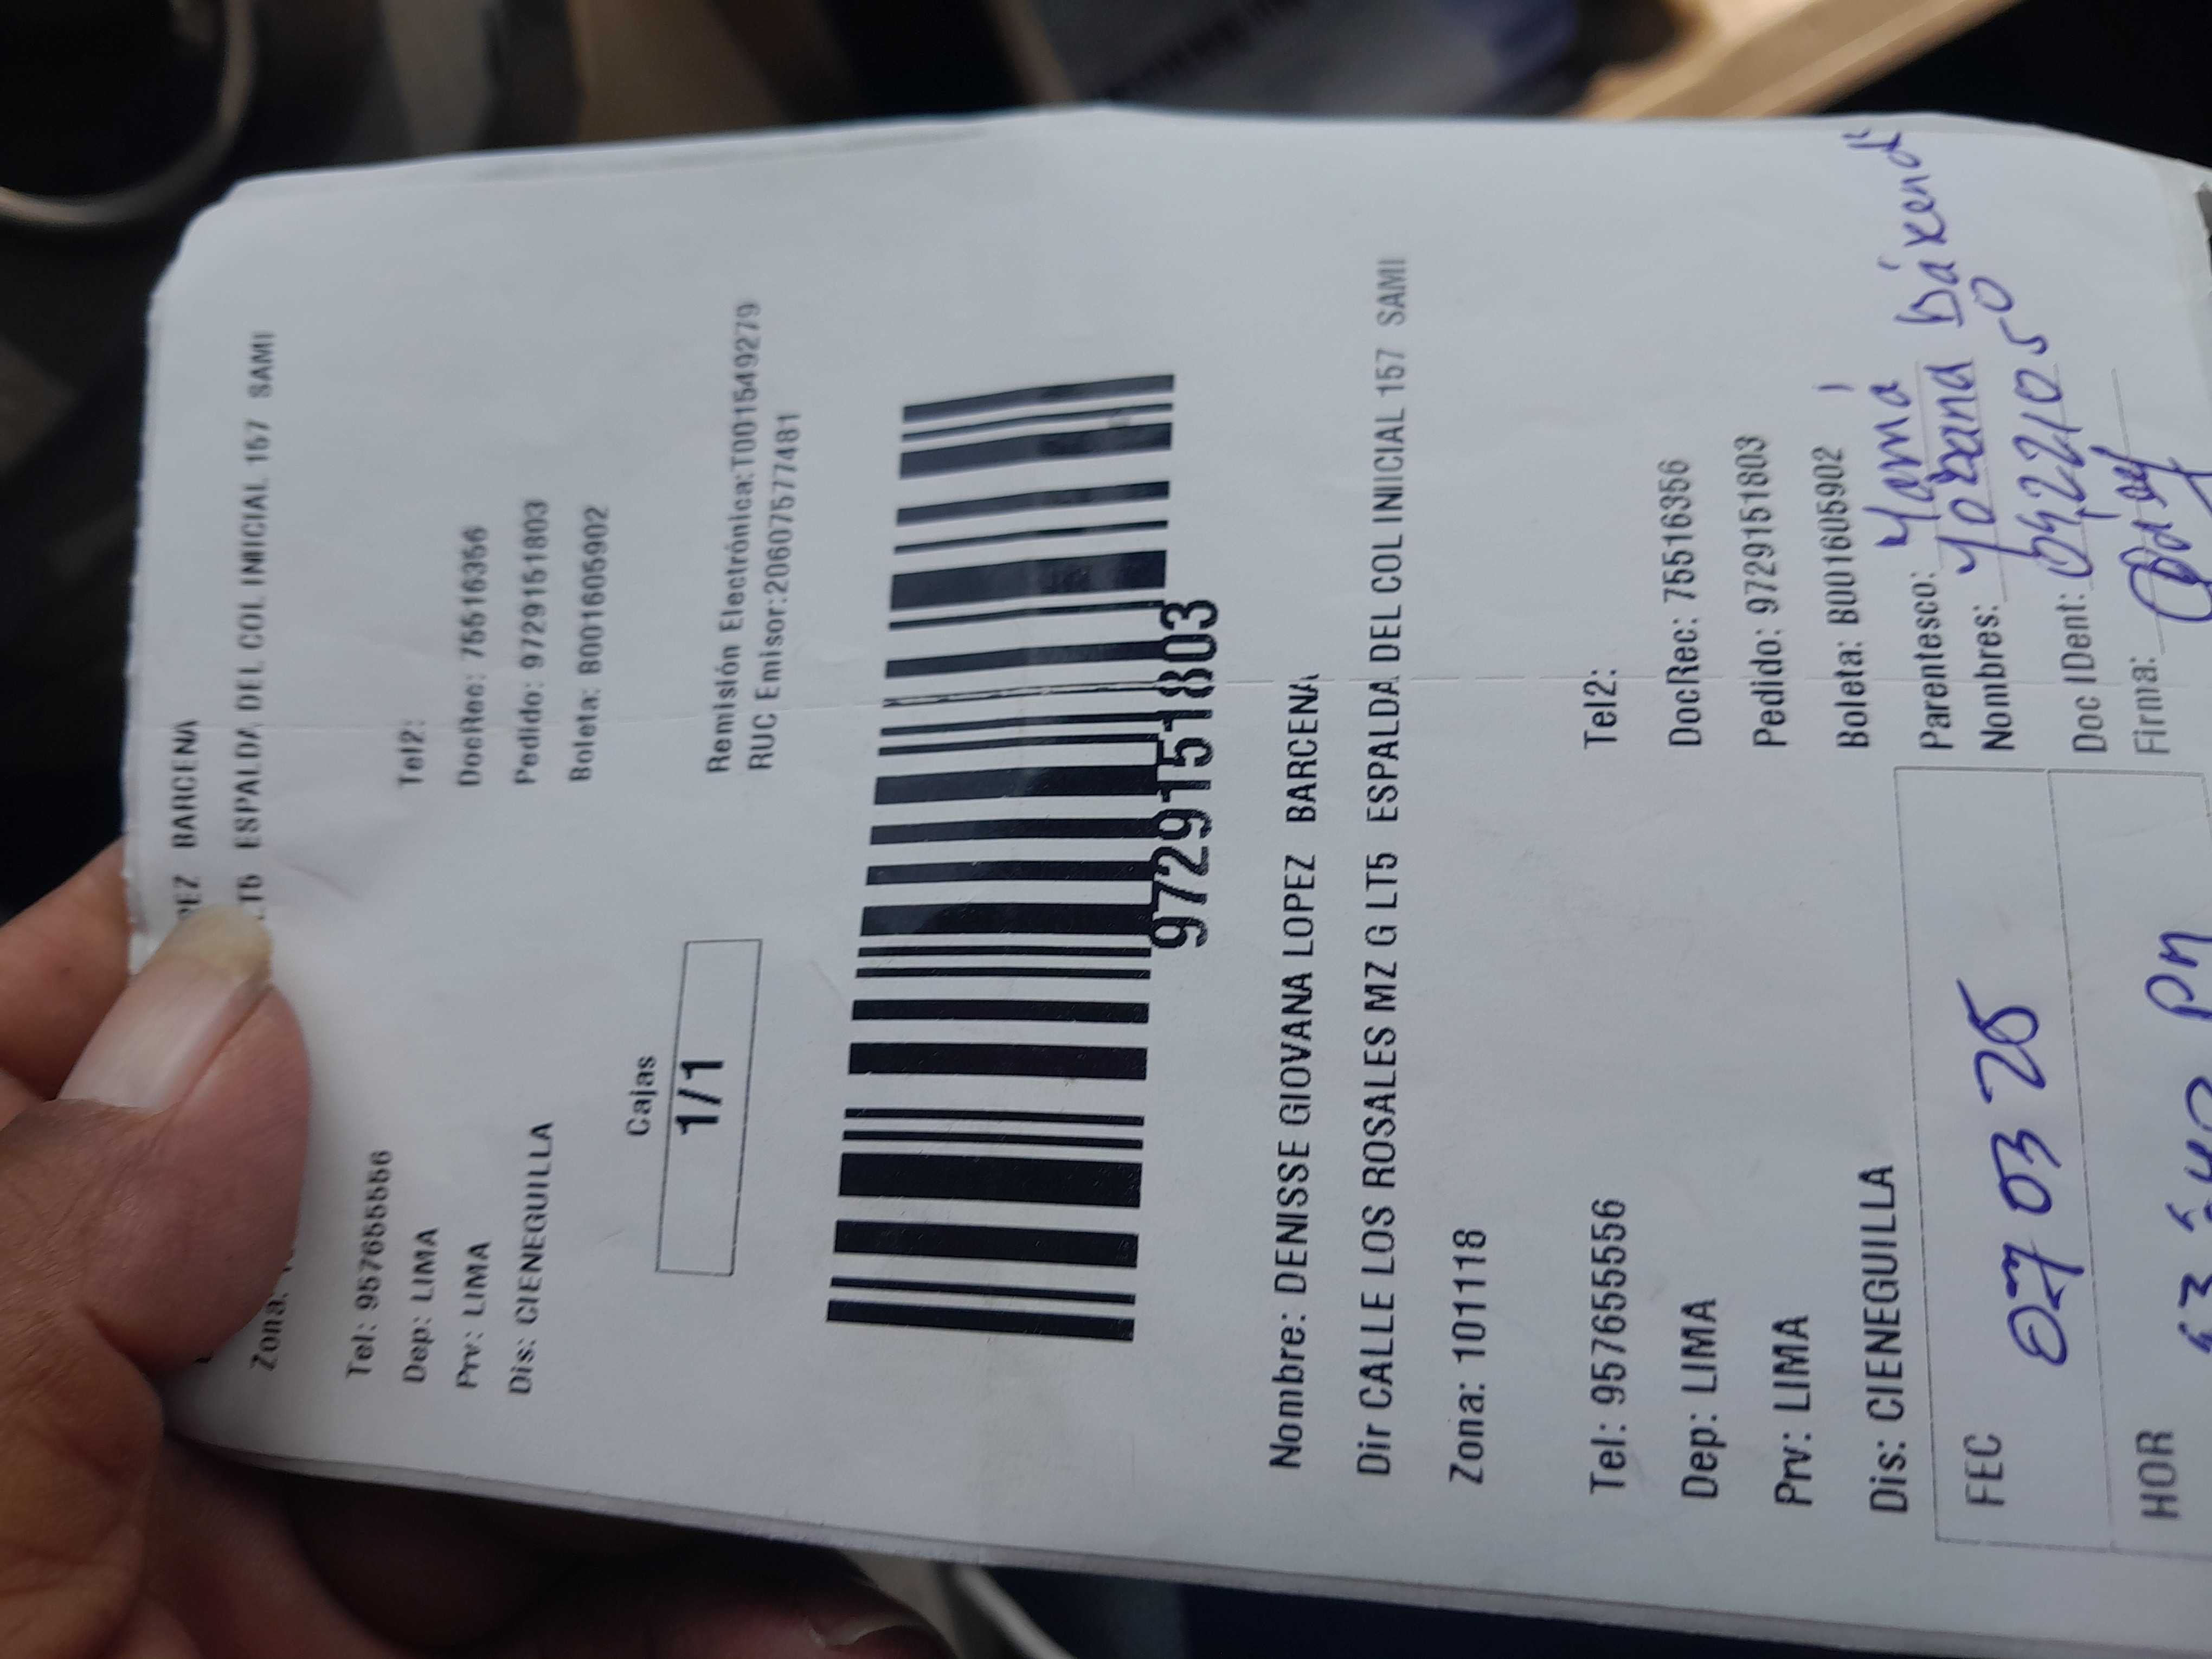 PEZ BARCENA
LT5 ESPALDA DEL COL INICIAL 157 SAMI
Zona:
Tel: 957655556
Tel2:
Dep: LIMA
DocRec: 75516356
Prv: LIMA
Pedido: 9729151803
Dis: CIENEGUILLA
Boleta: B001605902
Cajas
1/1
Remisión Electrónica:T001549279
RUC Emisor:20607577481
9729151803
Nombre: DENISSE GIOVANA LOPEZ BARCENA
Dir CALLE LOS ROSALES MZ G LT5 ESPALDA DEL COL INICIAL 157 SAMI
Zona: 101118
Tel: 957655556
Tel2:
Dep: LIMA
DocRec: 75516356
Prv: LIMA
Pedido: 9729151803
Dis: CIENEGUILLA
Boleta: B001605902
FEC 07 03 25
Parentesco: Mamá
Nombres:
Doc IDent:
HOR PM
Firma: